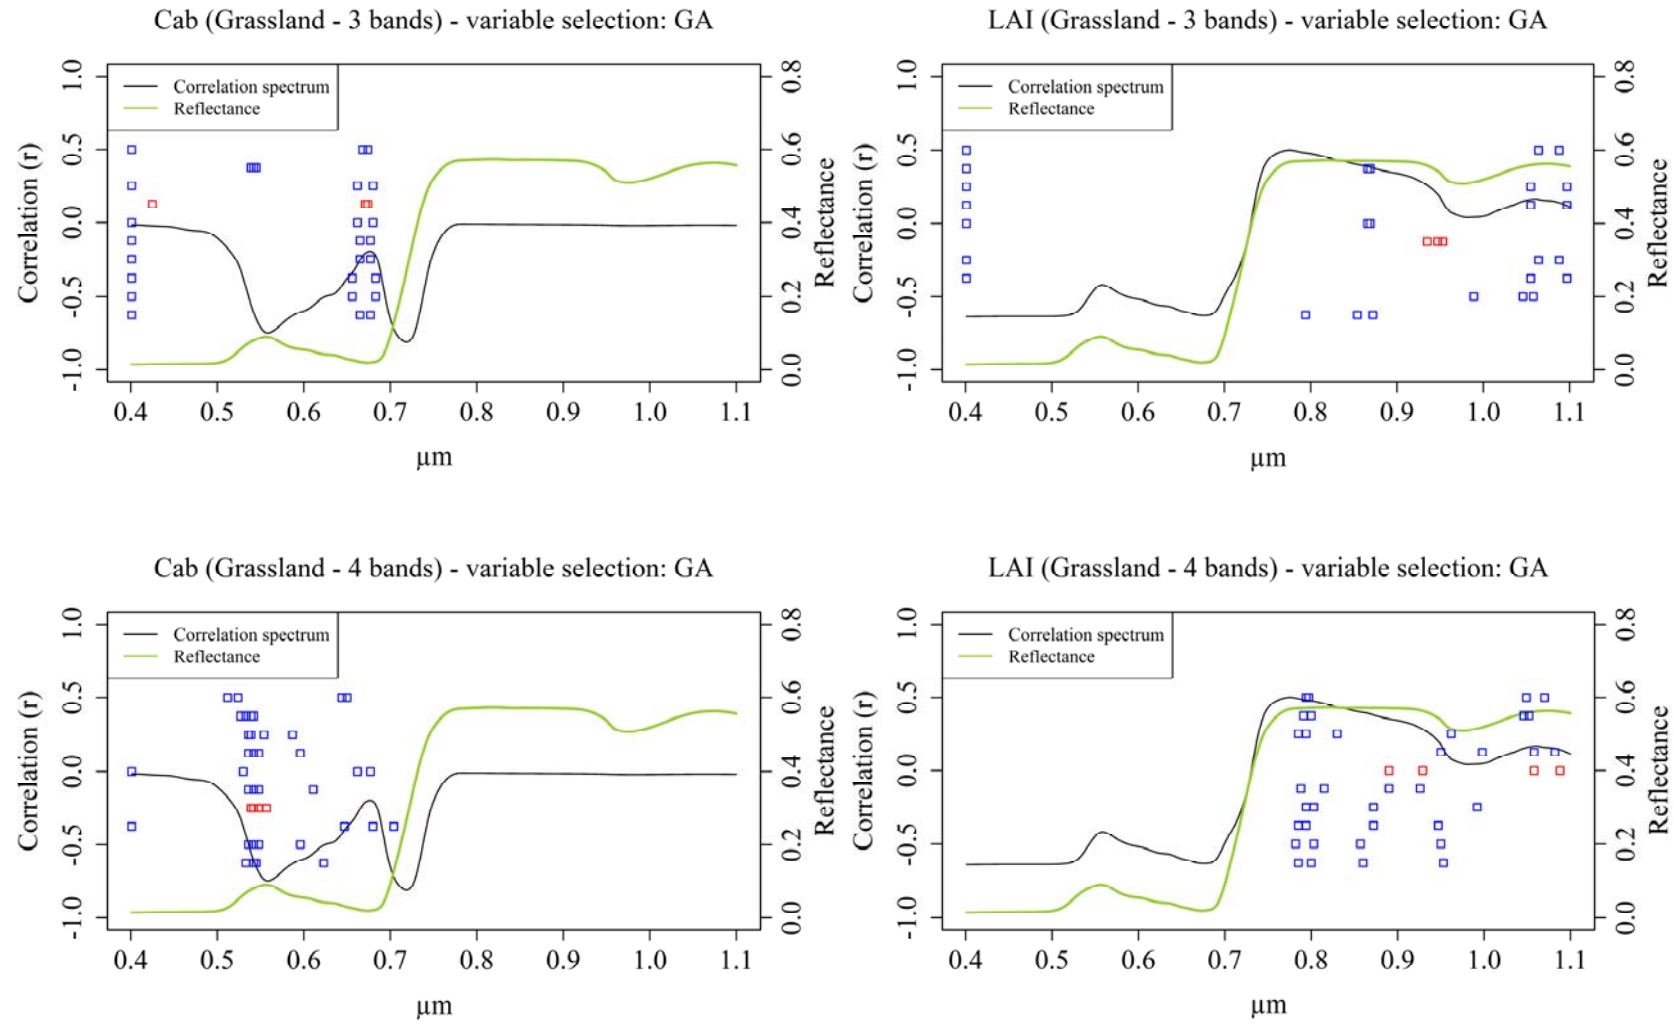 Cab (Grassland - 3 bands) - variable selection: GA
Correlation spectrum
Reflectance
1.0
0.5
0.0
-0.5
-1.0
Correlation (r)
0.8
0.6
0.4
0.2
0.0
Reflectance
0.4 0.5 0.6 0.7 0.8 0.9 1.0 1.1
µm
LAI (Grassland - 3 bands) - variable selection: GA
Correlation spectrum
Reflectance
1.0
0.5
0.0
-0.5
-1.0
Correlation (r)
0.8
0.6
0.4
0.2
0.0
Reflectance
0.4 0.5 0.6 0.7 0.8 0.9 1.0 1.1
µm
Cab (Grassland - 4 bands) - variable selection: GA
Correlation spectrum
Reflectance
1.0
0.5
0.0
-0.5
-1.0
Correlation (r)
0.8
0.6
0.4
0.2
0.0
Reflectance
0.4 0.5 0.6 0.7 0.8 0.9 1.0 1.1
µm
LAI (Grassland - 4 bands) - variable selection: GA
Correlation spectrum
Reflectance
1.0
0.5
0.0
-0.5
-1.0
Correlation (r)
0.8
0.6
0.4
0.2
0.0
Reflectance
0.4 0.5 0.6 0.7 0.8 0.9 1.0 1.1
µm